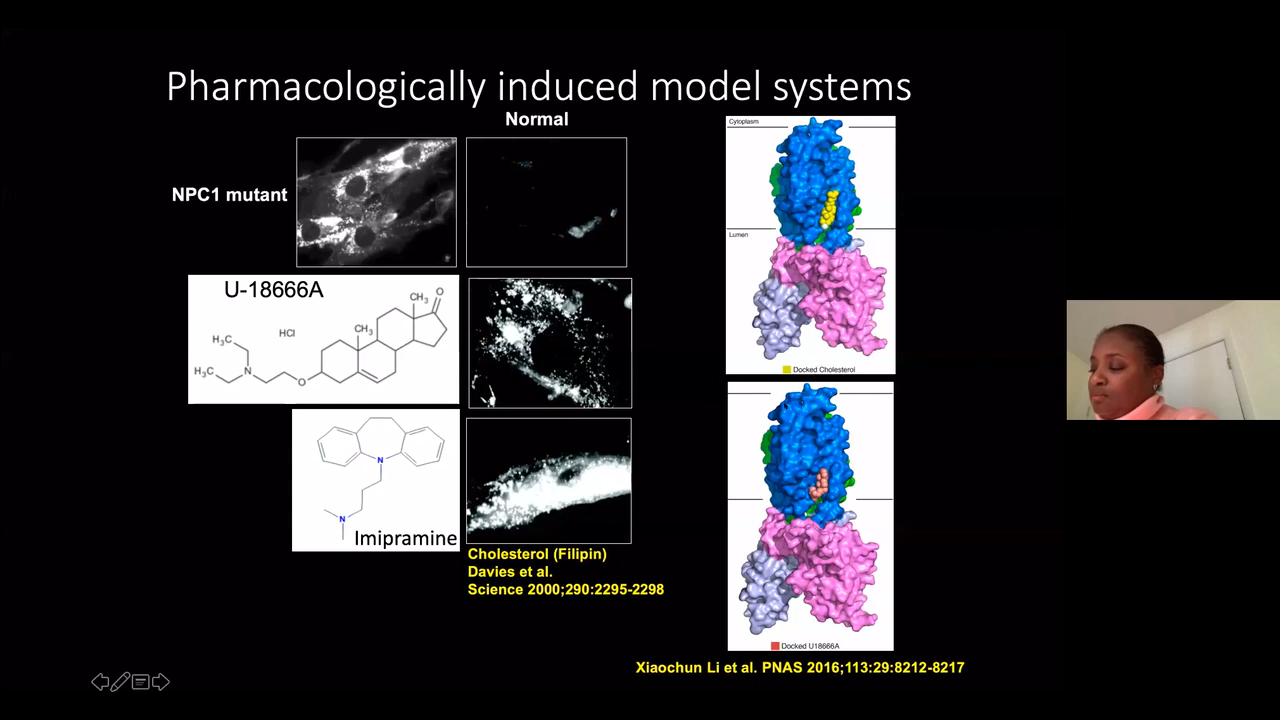 Pharmacologically induced model systems
Normal
NPC1 mutant
U-18666A
CH₃
O
CH₃
HCl
H₃C
H₃C
N
O
N
N
Imipramine
Cholesterol (Filipin)
Davies et al.
Science 2000;290:2295-2298
Cytoplasm
Lumen
Docked Cholesterol
Docked U18666A
Xiaochun Li et al. PNAS 2016;113:29:8212-8217